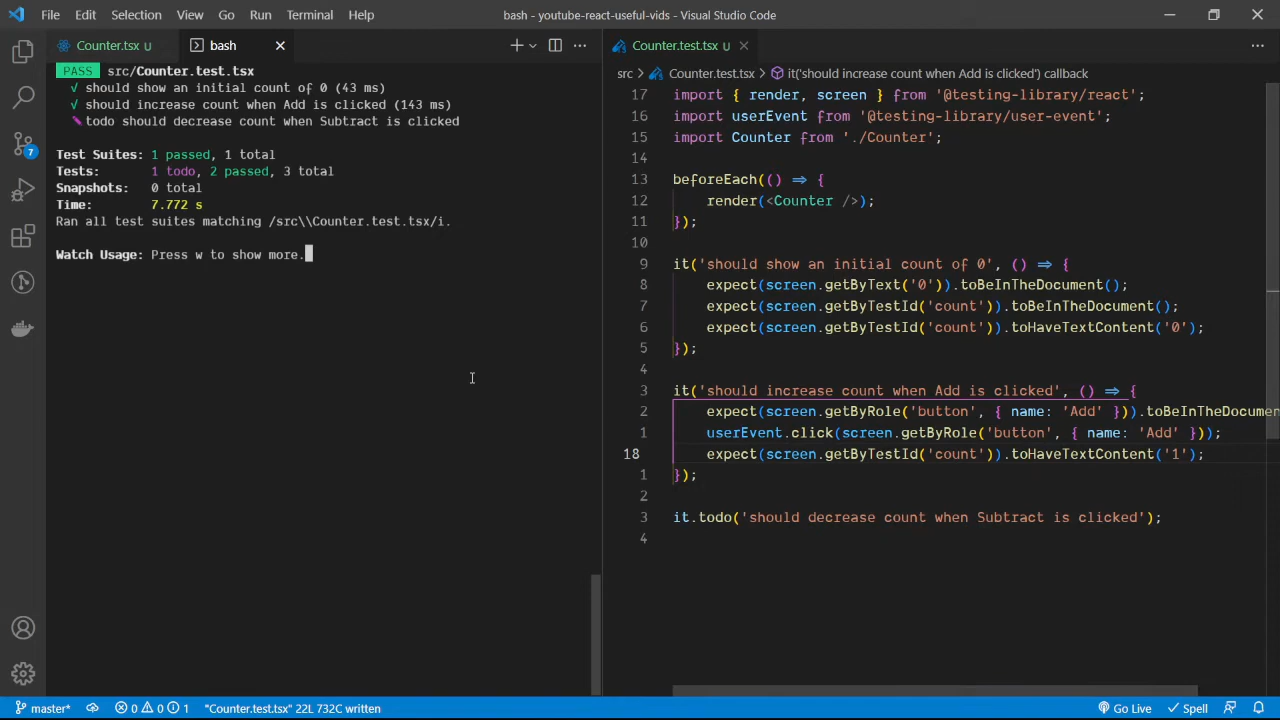 File Edit Selection View Go Run Terminal Help
bash - youtube-react-useful-vids - Visual Studio Code
Counter.tsx U
bash
PASS src/Counter.test.tsx
√ should show an initial count of 0 (43 ms)
√ should increase count when Add is clicked (143 ms)
✎ todo should decrease count when Subtract is clicked
Test Suites: 1 passed, 1 total
Tests: 1 todo, 2 passed, 3 total
Snapshots: 0 total
Time: 7.772 s
Ran all test suites matching /src\\Counter.test.tsx/i.
Watch Usage: Press w to show more.
Counter.test.tsx U
src > Counter.test.tsx > it('should increase count when Add is clicked') callback
17 import { render, screen } from '@testing-library/react';
16 import userEvent from '@testing-library/user-event';
15 import Counter from './Counter';
14
13 beforeEach(() => {
12 render(<Counter />);
11 });
10
9 it('should show an initial count of 0', () => {
8 expect(screen.getByText('0')).toBeInTheDocument();
7 expect(screen.getByTestId('count')).toBeInTheDocument();
6 expect(screen.getByTestId('count')).toHaveTextContent('0');
5 });
4
3 it('should increase count when Add is clicked', () => {
2 expect(screen.getByRole('button', { name: 'Add' })).toBeInTheDocumen
1 userEvent.click(screen.getByRole('button', { name: 'Add' }));
18 expect(screen.getByTestId('count')).toHaveTextContent('1');
1 });
2
3 it.todo('should decrease count when Subtract is clicked');
4
7
master* 0 0 1 "Counter.test.tsx" 22L 732C written
Go Live Spell